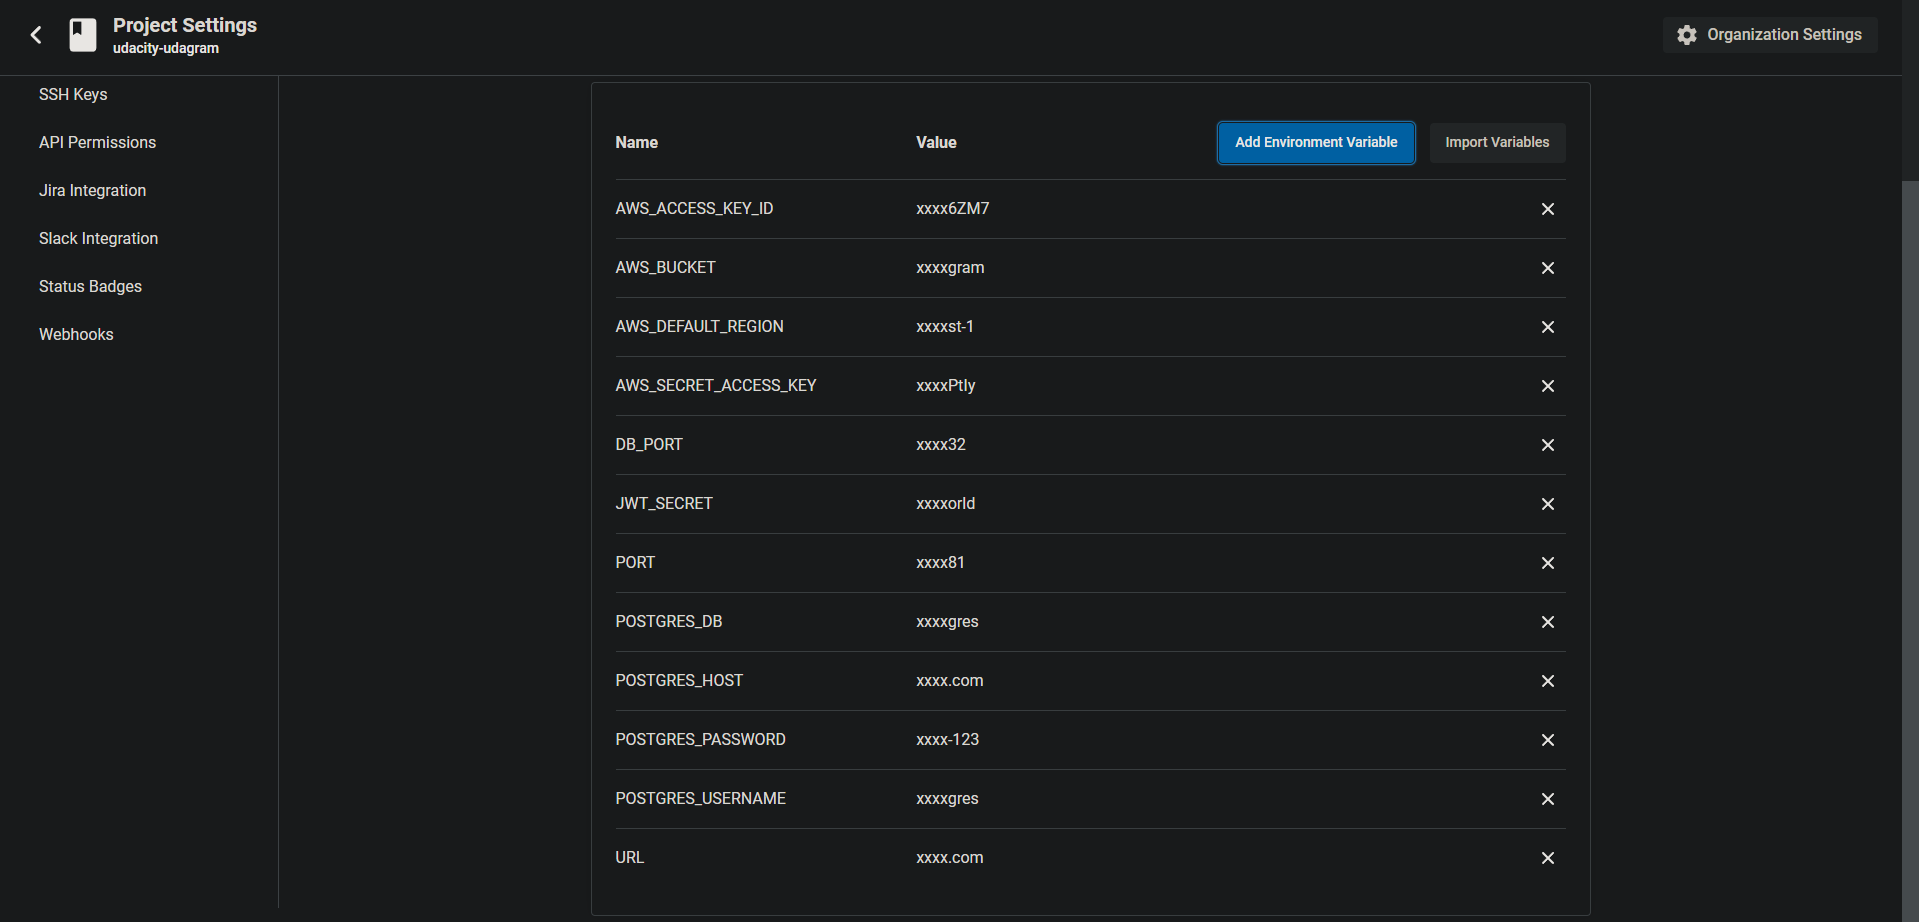 Project Settings
udacity-udagram
Organization Settings
SSH Keys
API Permissions
Jira Integration
Slack Integration
Status Badges
Webhooks
Name Value Add Environment Variable Import Variables
AWS_ACCESS_KEY_ID xxxx6ZM7
AWS_BUCKET xxxxgram
AWS_DEFAULT_REGION xxxxst-1
AWS_SECRET_ACCESS_KEY xxxxPtIy
DB_PORT xxxx32
JWT_SECRET xxxxorld
PORT xxxx81
POSTGRES_DB xxxxgres
POSTGRES_HOST xxxx.com
POSTGRES_PASSWORD xxxx-123
POSTGRES_USERNAME xxxxgres
URL xxxx.com